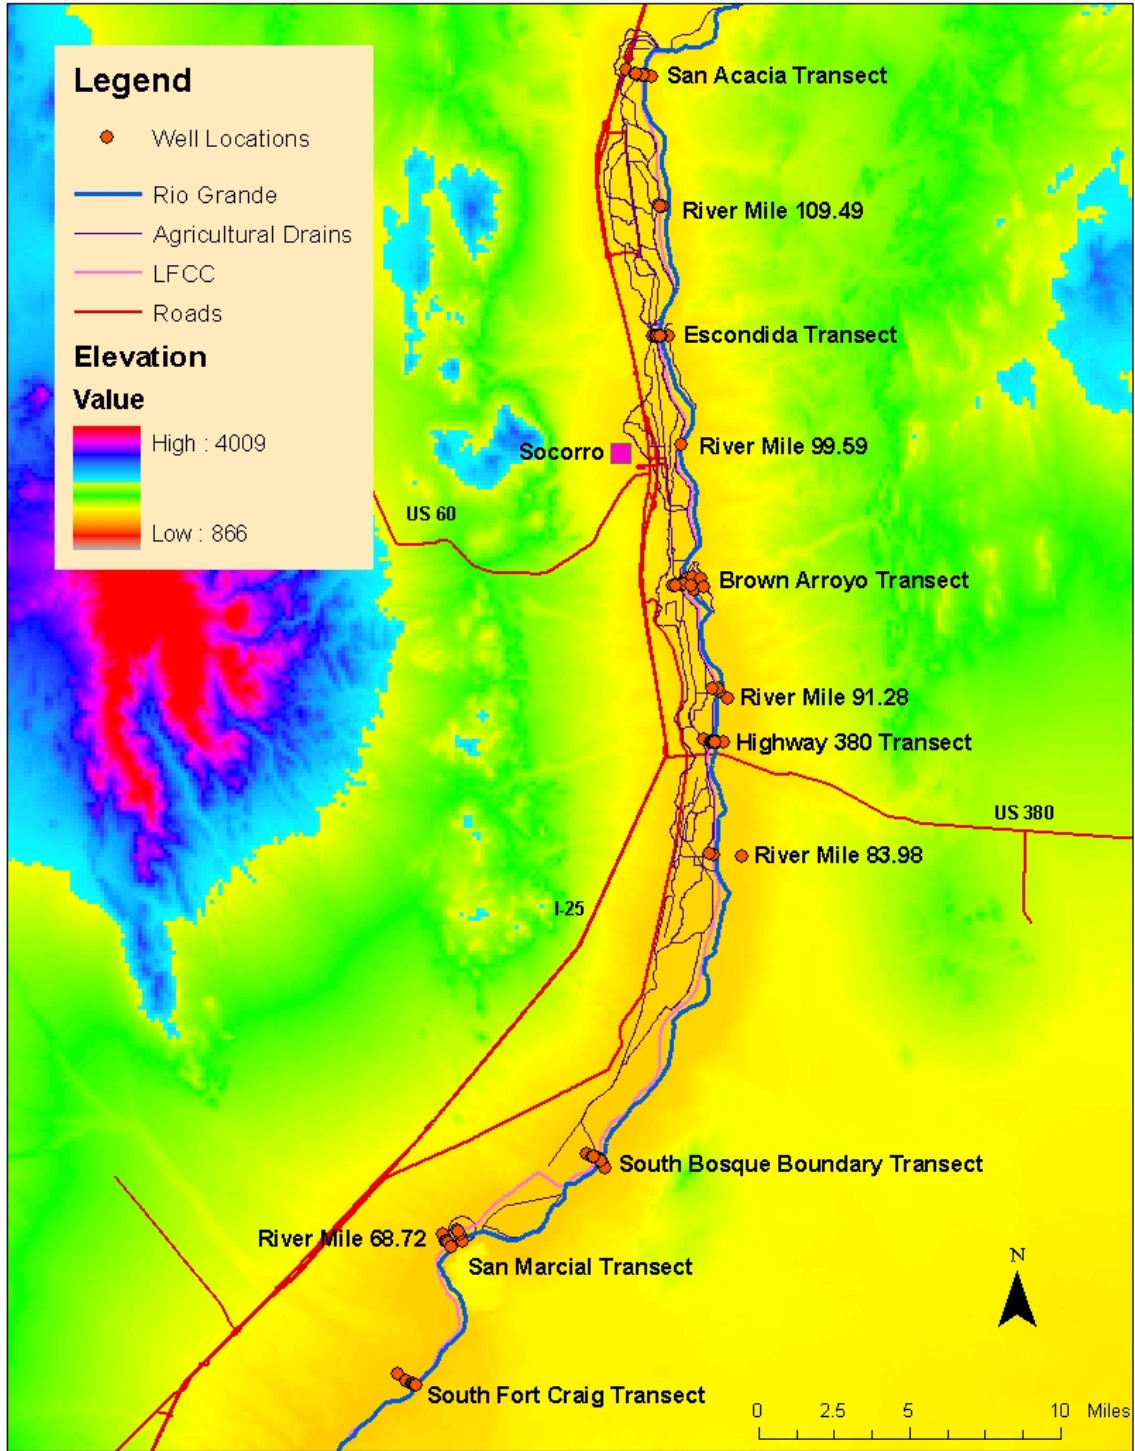 San Acacia Transect
Legend
Well Locations
Rio Grande
River Mile 109.49
Agricultural Drains
LFCC
Roads
Escondida Transect
Elevation
Value
High : 4009
River Mile 99.59
Socorro
US 60
Low : 866
Brown Arroyo Transect
River Mile 91.28
Highway 380 Transect
US 380
River Mile 83.98
I-25
South Bosque Boundary Transect
River Mile 68.72
San Marcial Transect
N
South Fort Craig Transect
0 2.5 5 10 Miles